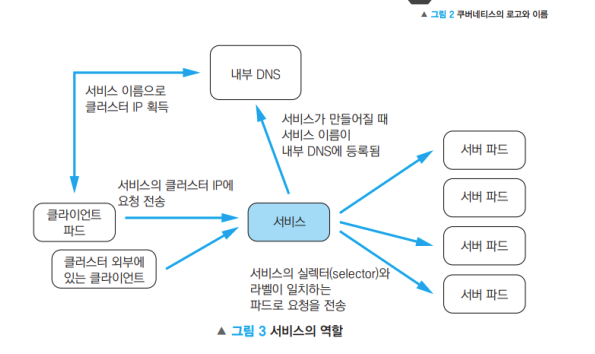 ▲ 그림 2 쿠버네티스의 로고와 이름
내부 DNS
서비스 이름으로
클러스터 IP 획득
서비스가 만들어질 때
서비스 이름이
내부 DNS에 등록됨
서버 파드
서버 파드
서비스의 클러스터 IP에
요청 전송
클라이언트
파드
서비스
서버 파드
클러스터 외부에
있는 클라이언트
서비스의 실렉터(selector)와
라벨이 일치하는
파드로 요청을 전송
서버 파드
▲ 그림 3 서비스의 역할